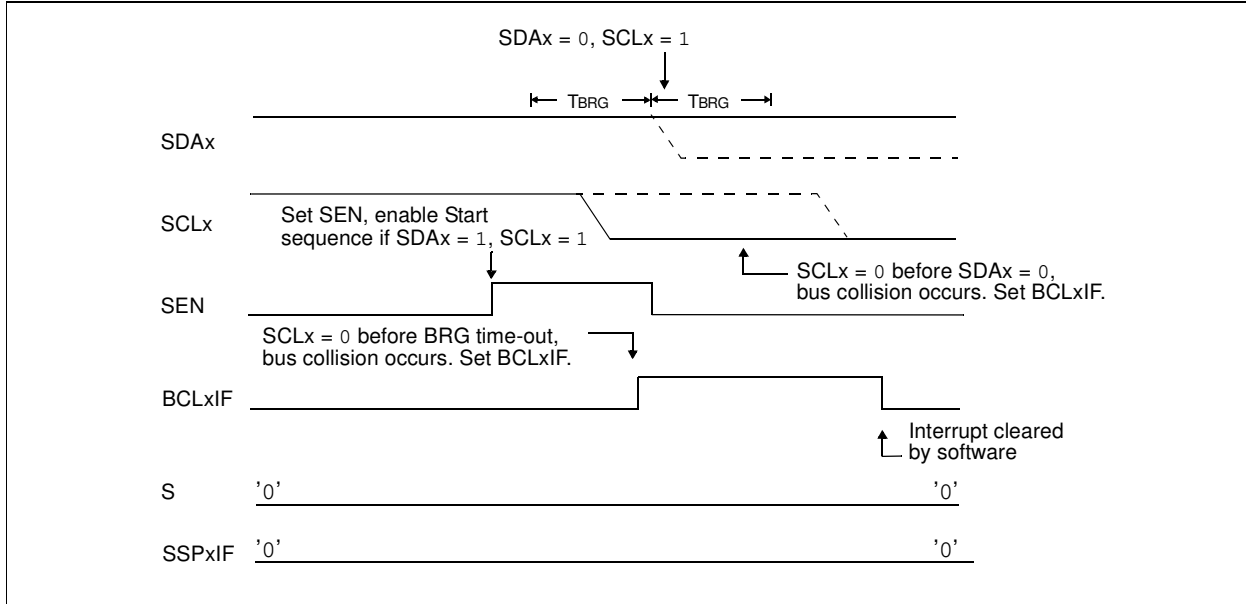 SDAx = 0, SCLx = 1
TBRG TBRG
SDAx
SCLx
Set SEN, enable Start
sequence if SDAx = 1, SCLx = 1
SCLx = 0 before SDAx = 0,
bus collision occurs. Set BCLxIF.
SEN
SCLx = 0 before BRG time-out,
bus collision occurs. Set BCLxIF.
BCLxIF
Interrupt cleared
by software
S '0' '0'
SSPxIF '0' '0'